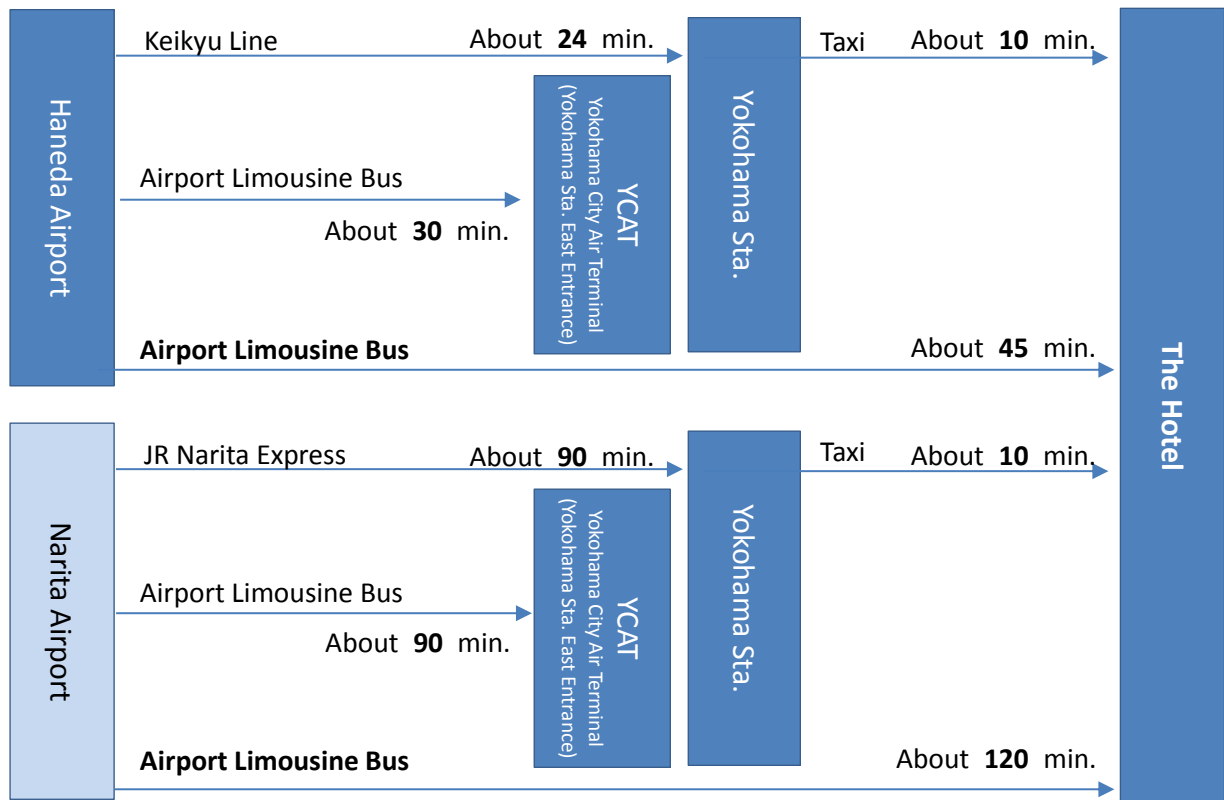 Keikyu Line
About 24 min.
Taxi
About 10 min.
Haneda Airport
Airport Limousine Bus
About 30 min.
YCAT
Yokohama City Air Terminal
(Yokohama Sta. East Entrance)
Yokohama Sta.
Airport Limousine Bus
About 45 min.
The Hotel
JR Narita Express
About 90 min.
Taxi
About 10 min.
Narita Airport
Airport Limousine Bus
About 90 min.
YCAT
Yokohama City Air Terminal
(Yokohama Sta. East Entrance)
Yokohama Sta.
Airport Limousine Bus
About 120 min.